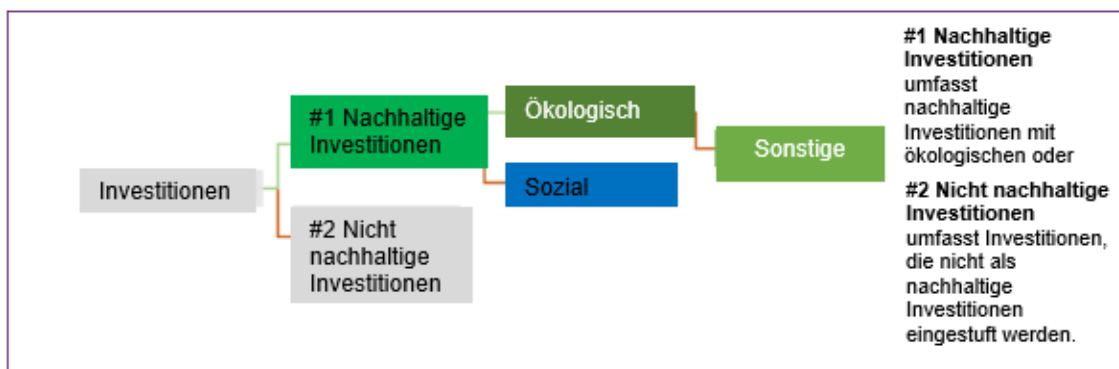 Investitionen
#1 Nachhaltige
Investitionen
#2 Nicht
nachhaltige
Investitionen
Ökologisch
Sozial
Sonstige
#1 Nachhaltige
Investitionen
umfasst
nachhaltige
Investitionen mit
ökologischen oder
#2 Nicht nachhaltige
Investitionen
umfasst Investitionen,
die nicht als
nachhaltige
Investitionen
eingestuft werden.